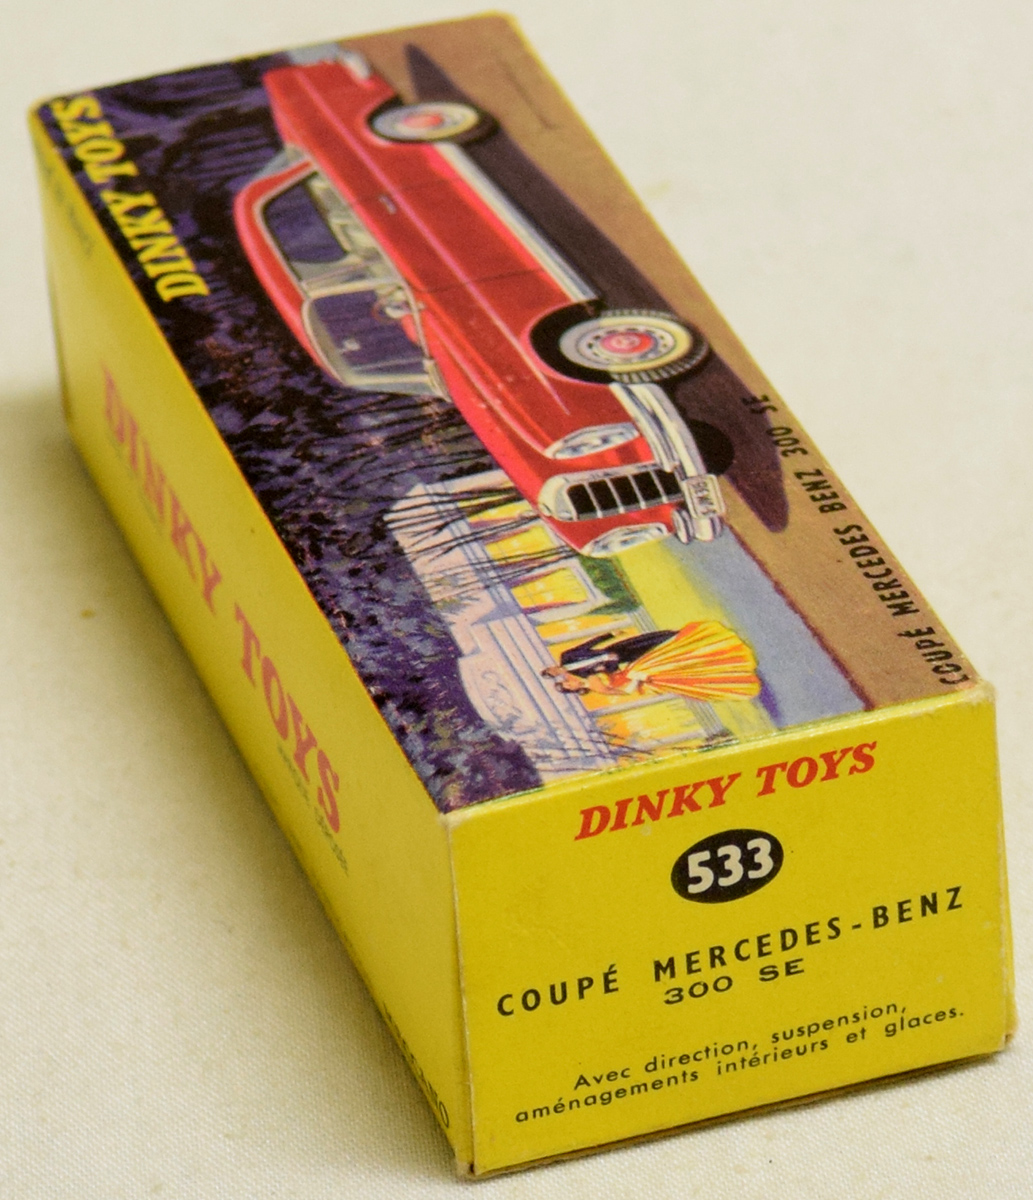 DINKY TOYS
COUPÉ MERCEDES BENZ 300 SE
DINKY TOYS
DINKY TOYS
533
COUPÉ MERCEDES-BENZ
300 SE
Avec direction, suspension,
aménagements intérieurs et glaces.